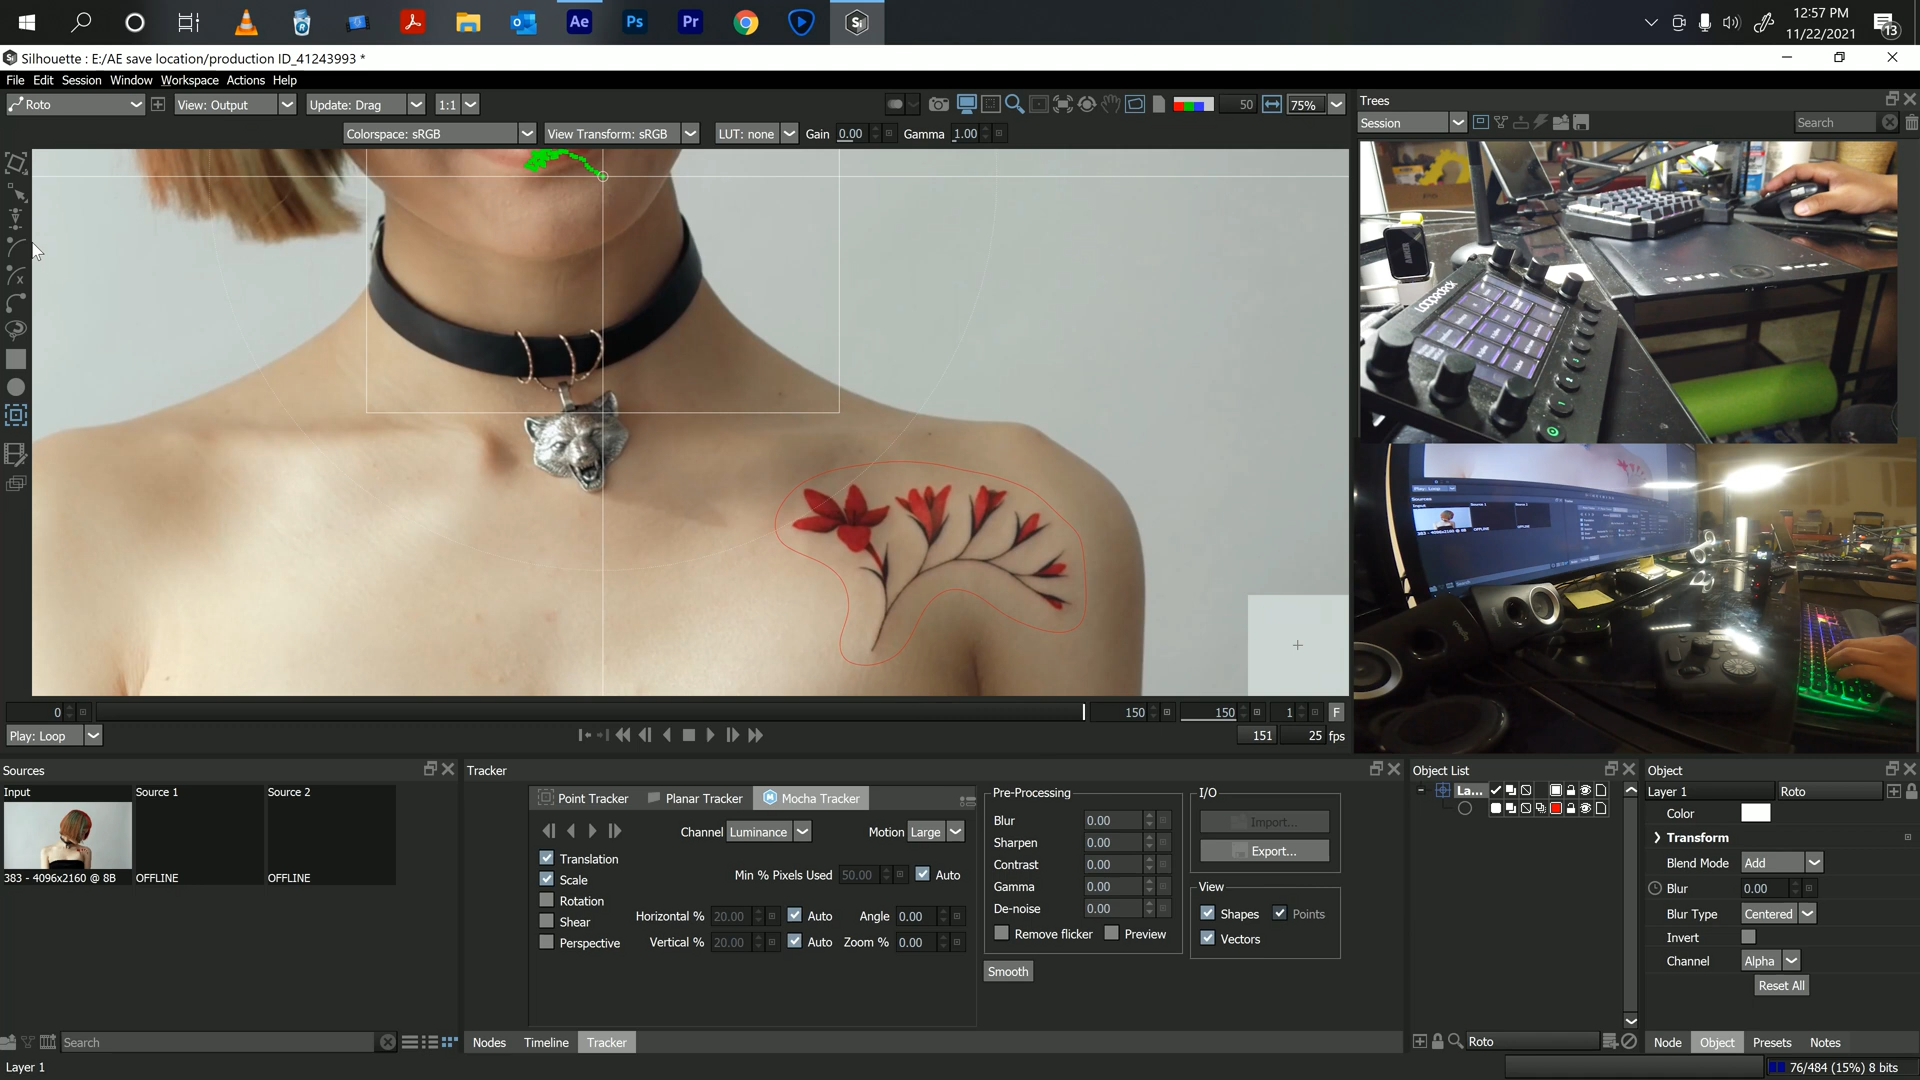 12:57 PM
11/22/2021
13
Ae
Ps
Pr
Si
Silhouette : E:/AE save location/production ID_41243993 *
File Edit Session Window Workspace Actions Help
Roto
View: Output
Update: Drag
1:1
50
75%
Colorspace: sRGB
View Transform: sRGB
LUT: none
Gain 0.00
Gamma 1.00
Trees
Session
Search
Loupedeck
0
150
150
1
F
Play: Loop
151
25 fps
Sources
Input
Source 1
Source 2
383 - 4096x2160 @ 8B
OFFLINE
OFFLINE
Search
Tracker
Point Tracker
Planar Tracker
Mocha Tracker
Channel Luminance
Motion Large
Translation
Scale
Rotation
Shear
Perspective
Min % Pixels Used 50.00 Auto
Horizontal % 20.00 Auto Angle 0.00
Vertical % 20.00 Auto Zoom % 0.00
Pre-Processing
Blur 0.00
Sharpen 0.00
Contrast 0.00
Gamma 0.00
De-noise 0.00
Remove flicker Preview
Smooth
I/O
Import...
Export...
View
Shapes Points
Vectors
Nodes Timeline Tracker
Object List
La...
Roto
Object
Layer 1 Roto
Color
Transform
Blend Mode Add
Blur 0.00
Blur Type Centered
Invert
Channel Alpha
Reset All
Node Object Presets Notes
Layer 1
76/484 (15%) 8 bits